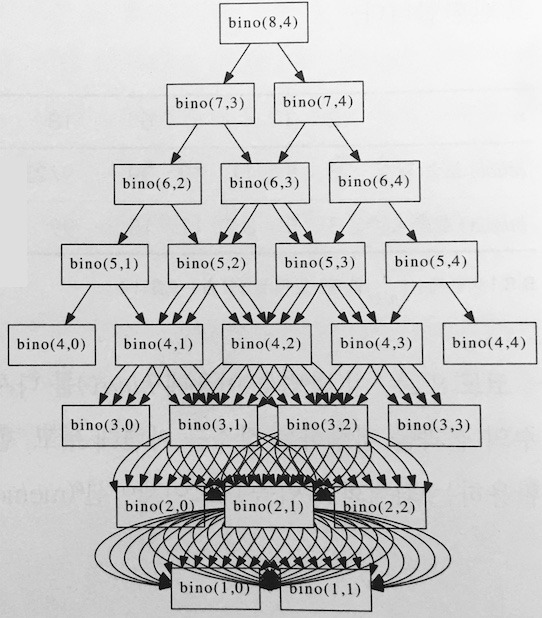 bino(8,4)
bino(7,3) bino(7,4)
bino(6,2) bino(6,3) bino(6,4)
bino(5,1) bino(5,2) bino(5,3) bino(5,4)
bino(4,0) bino(4,1) bino(4,2) bino(4,3) bino(4,4)
bino(3,0) bino(3,1) bino(3,2) bino(3,3)
bino(2,0) bino(2,1) bino(2,2)
bino(1,0) bino(1,1)